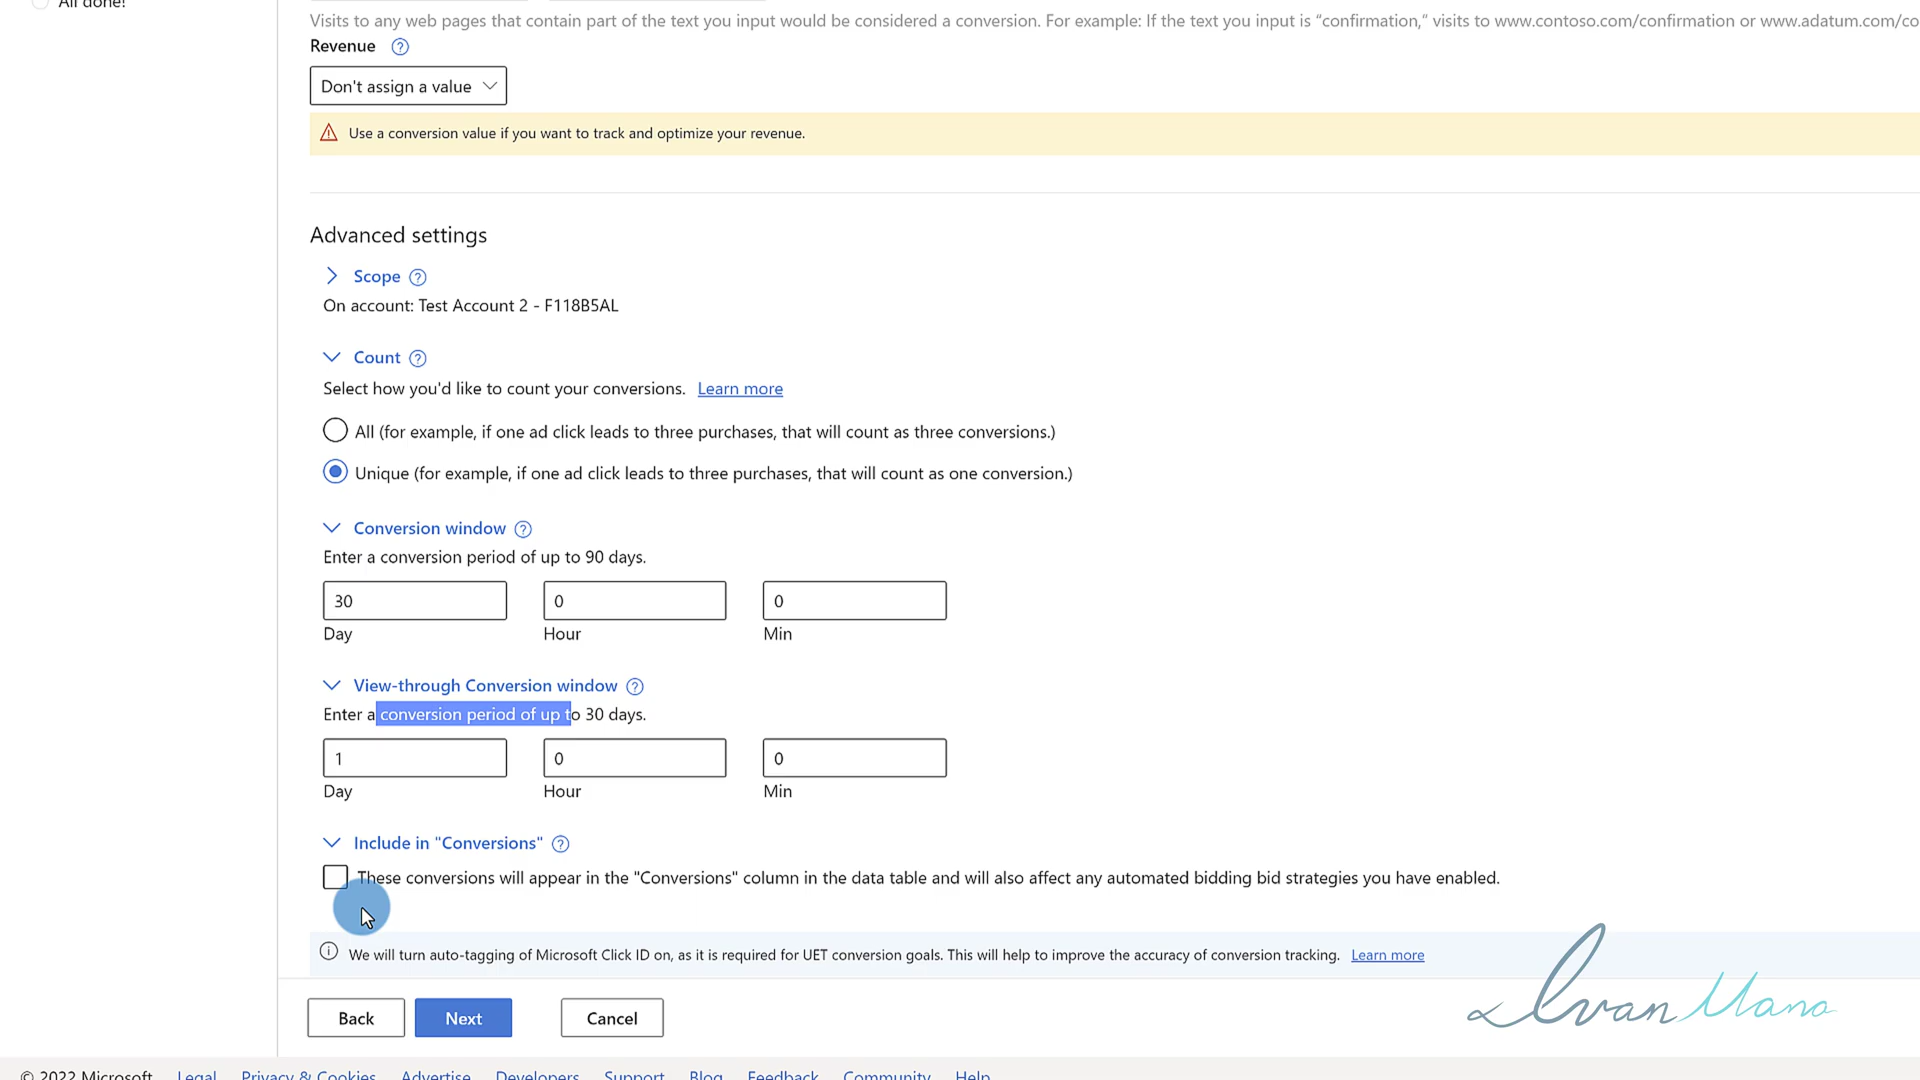 All done!
Visits to any web pages that contain part of the text you input would be considered a conversion. For example: If the text you input is “confirmation,” visits to www.contoso.com/confirmation or www.adatum.com/co
Revenue
Don't assign a value
Use a conversion value if you want to track and optimize your revenue.
Advanced settings
Scope
On account: Test Account 2 - F118B5AL
Count
Select how you'd like to count your conversions. Learn more
All (for example, if one ad click leads to three purchases, that will count as three conversions.)
Unique (for example, if one ad click leads to three purchases, that will count as one conversion.)
Conversion window
Enter a conversion period of up to 90 days.
30 0 0
Day Hour Min
View-through Conversion window
Enter a conversion period of up to 30 days.
1 0 0
Day Hour Min
Include in "Conversions"
These conversions will appear in the "Conversions" column in the data table and will also affect any automated bidding bid strategies you have enabled.
We will turn auto-tagging of Microsoft Click ID on, as it is required for UET conversion goals. This will help to improve the accuracy of conversion tracking. Learn more
Ivan Mana
Back Next Cancel
© 2022 Microsoft Legal Privacy & Cookies Advertise Developers Support Blog Feedback Community Help